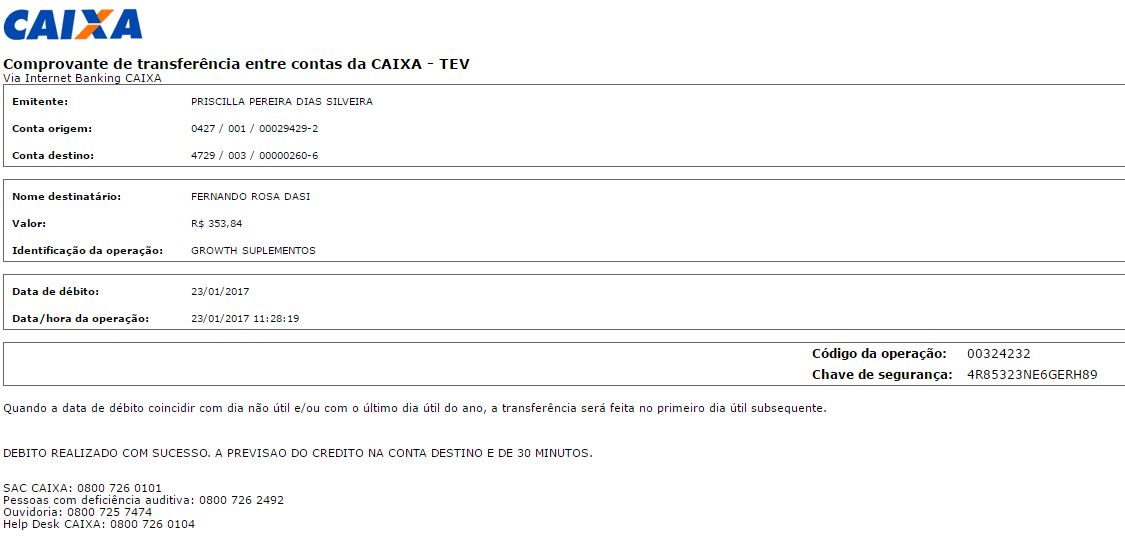 CAIXA
Comprovante de transferência entre contas da CAIXA - TEV
Via Internet Banking CAIXA
Emitente: PRISCILLA PEREIRA DIAS SILVEIRA
Conta origem: 0427 / 001 / 00029429-2
Conta destino: 4729 / 003 / 00000260-6
Nome destinatário: FERNANDO ROSA DASI
Valor: R$ 353,84
Identificação da operação: GROWTH SUPLEMENTOS
Data de débito: 23/01/2017
Data/hora da operação: 23/01/2017 11:28:19
Código da operação: 00324232
Chave de segurança: 4R85323NE6GERH89
Quando a data de débito coincidir com dia não útil e/ou com o último dia útil do ano, a transferência será feita no primeiro dia útil subsequente.
DEBITO REALIZADO COM SUCESSO. A PREVISAO DO CREDITO NA CONTA DESTINO E DE 30 MINUTOS.
SAC CAIXA: 0800 726 0101
Pessoas com deficiência auditiva: 0800 726 2492
Ouvidoria: 0800 725 7474
Help Desk CAIXA: 0800 726 0104